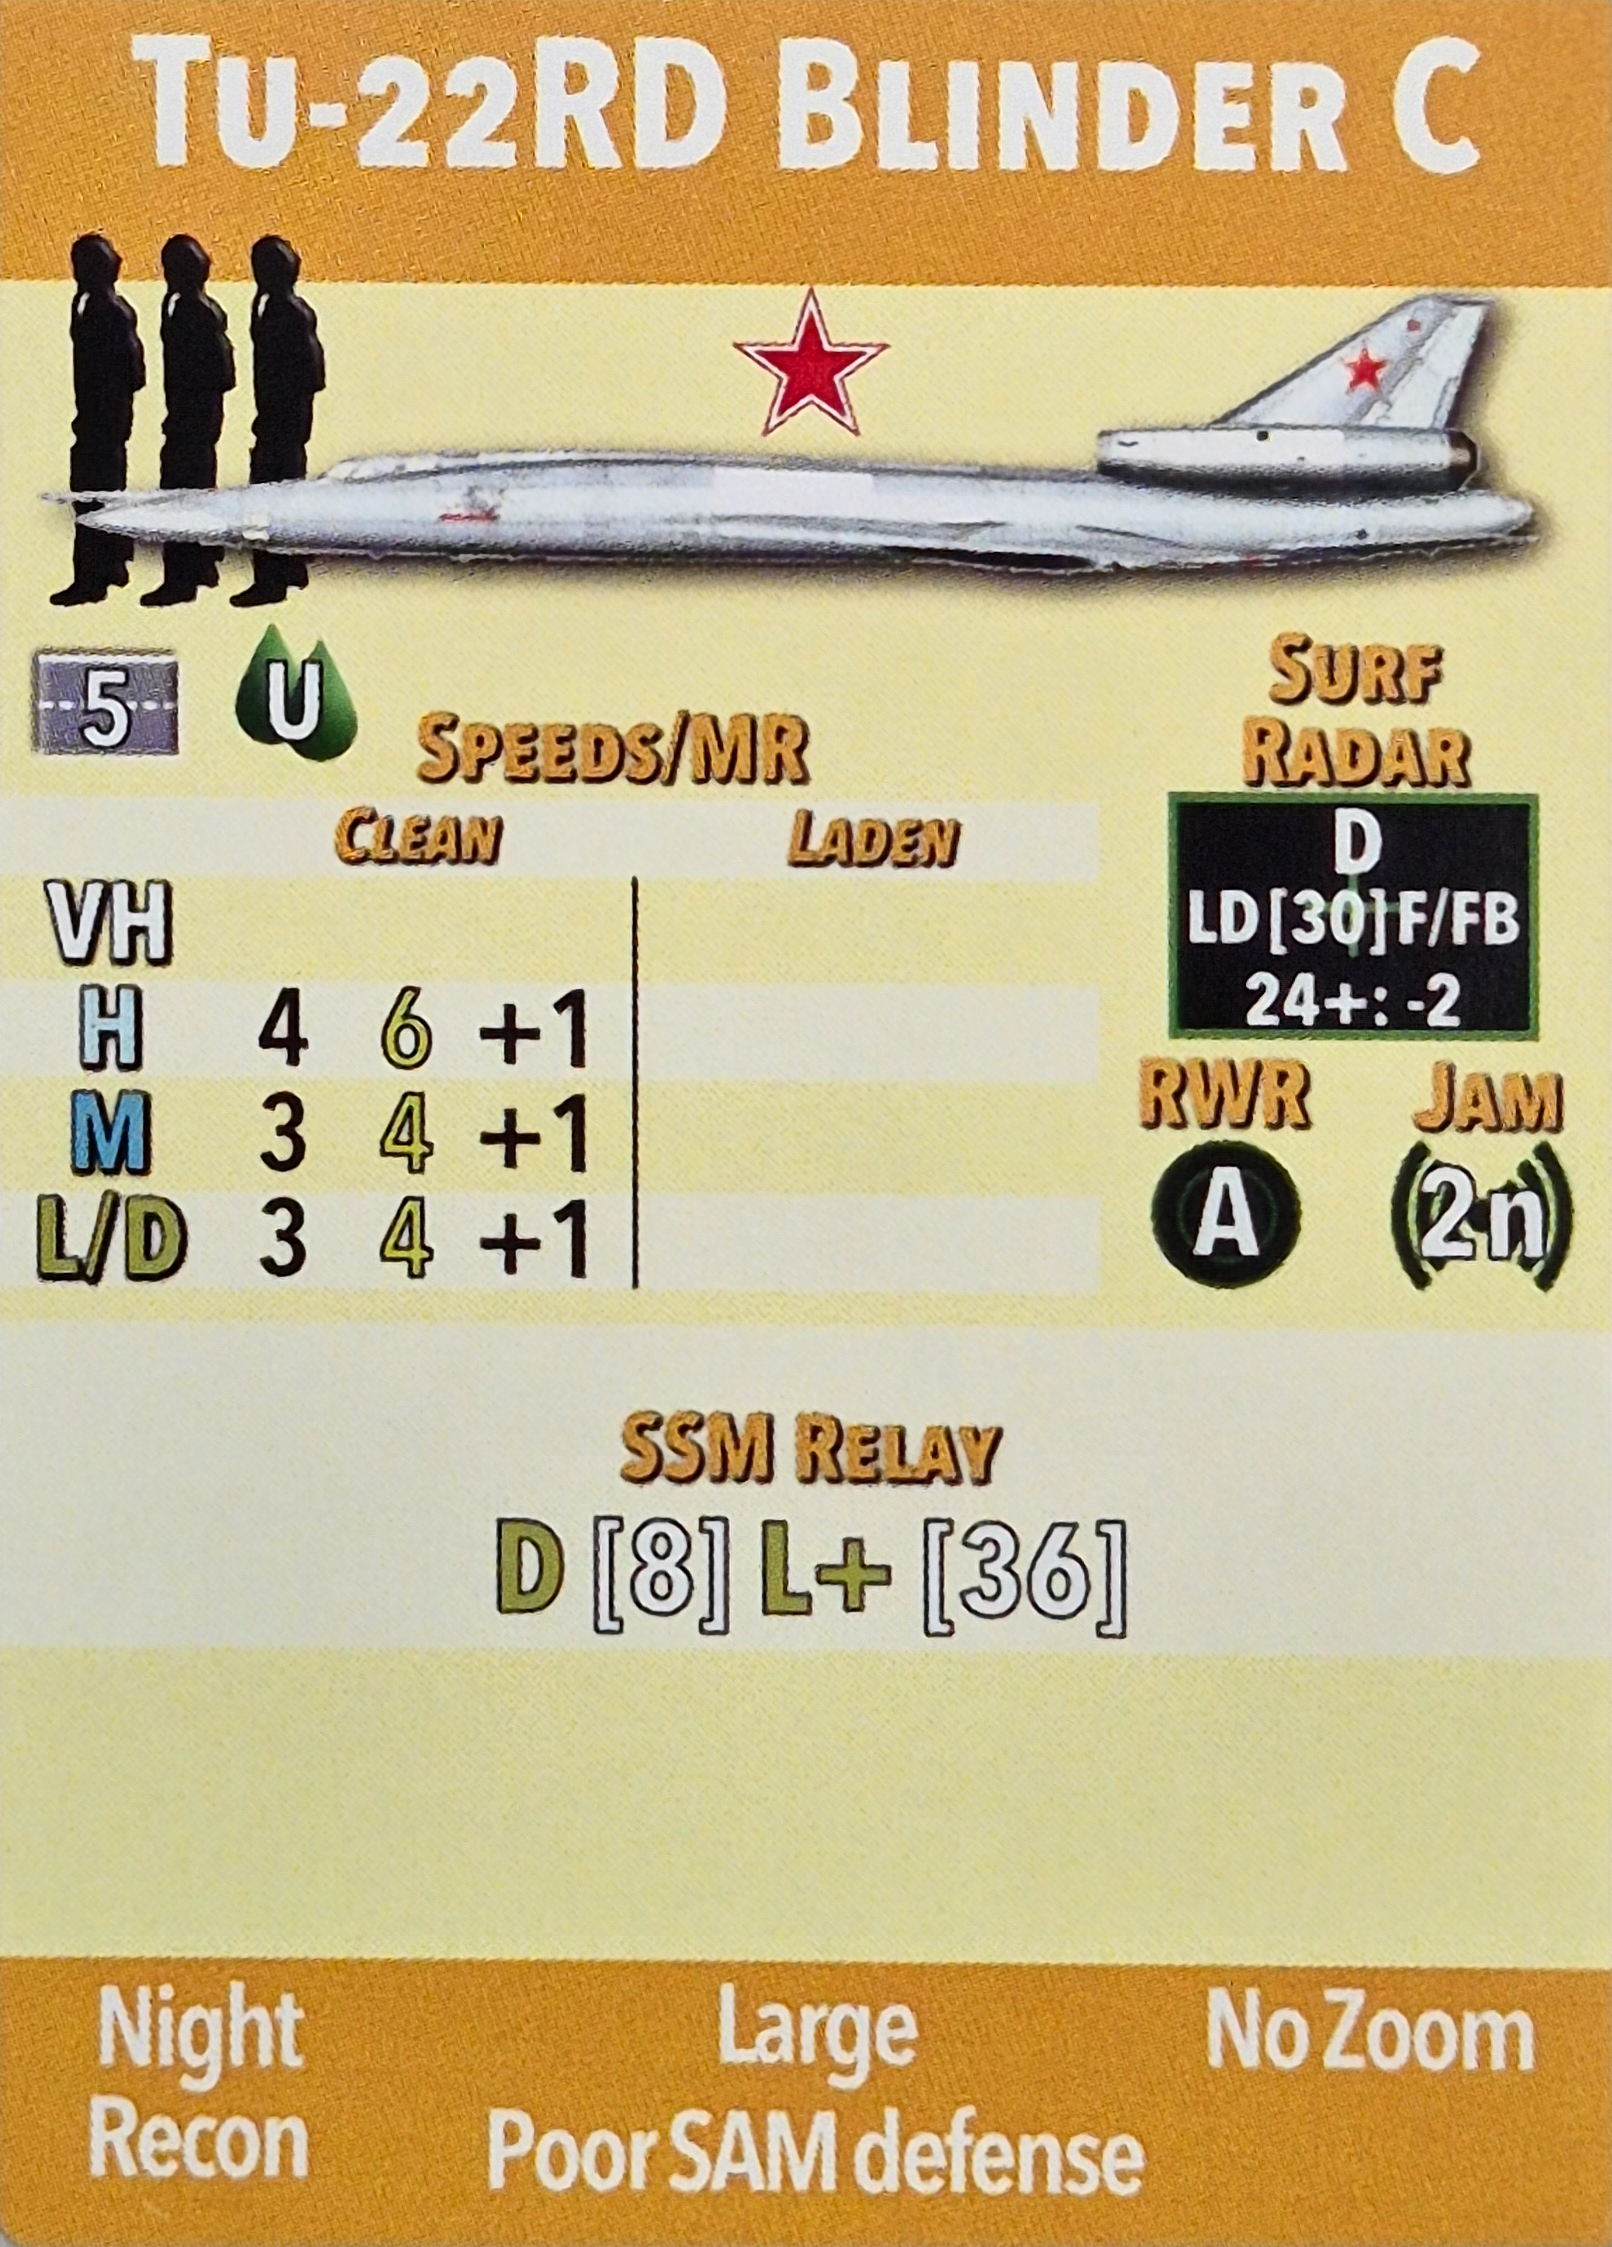 TU-22RD BLINDER C
5 U
SURF
RADAR
SPEEDS/MR
CLEAN LADEN
D
LD[30]F/FB
24+: -2
VH
H 4 6 +1
M 3 4 +1
L/D 3 4 +1
RWR JAM
A 2n
SSM RELAY
D [8] L+ [36]
Night Large No Zoom
Recon Poor SAM defense